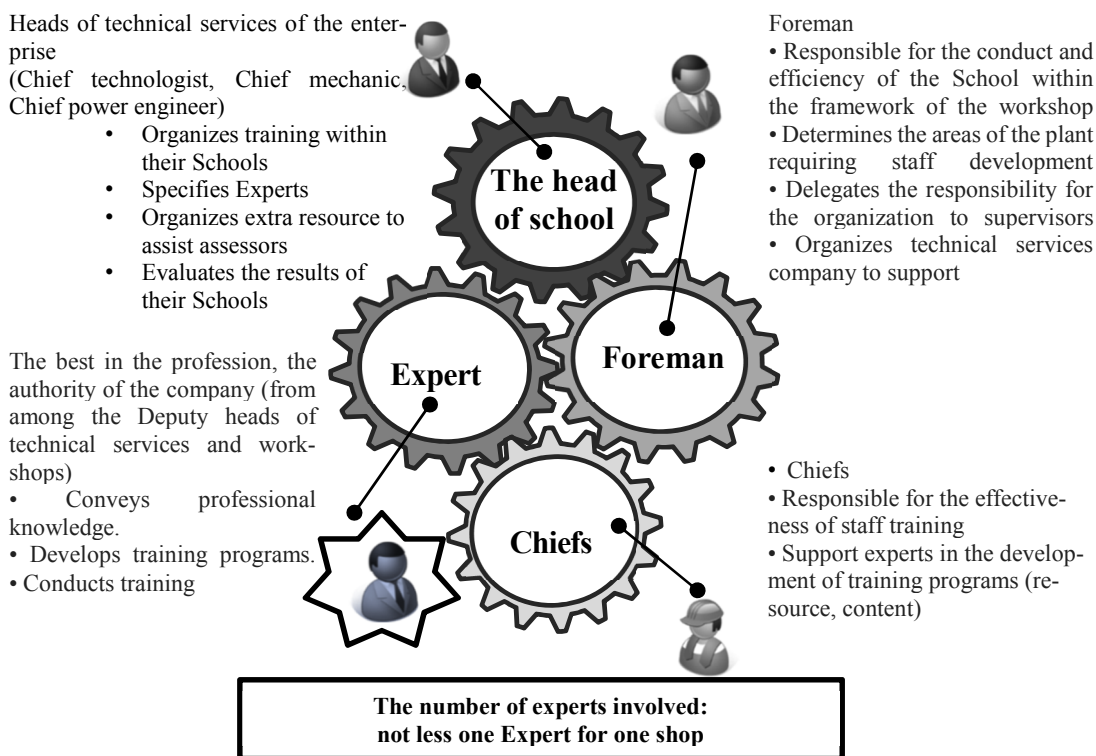 Heads of technical services of the enter-
prise
(Chief technologist, Chief mechanic,
Chief power engineer)
• Organizes training within
their Schools
• Specifies Experts
• Organizes extra resource to
assist assessors
• Evaluates the results of
their Schools
Foreman
• Responsible for the conduct and
efficiency of the School within
the framework of the workshop
• Determines the areas of the plant
requiring staff development
• Delegates the responsibility for
the organization to supervisors
• Organizes technical services
company to support
The head
of school
Expert
Foreman
Chiefs
The best in the profession, the
authority of the company (from
among the Deputy heads of
technical services and work-
shops)
• Conveys professional
knowledge.
• Develops training programs.
• Conducts training
• Chiefs
• Responsible for the effective-
ness of staff training
• Support experts in the develop-
ment of training programs (re-
source, content)
The number of experts involved:
not less one Expert for one shop